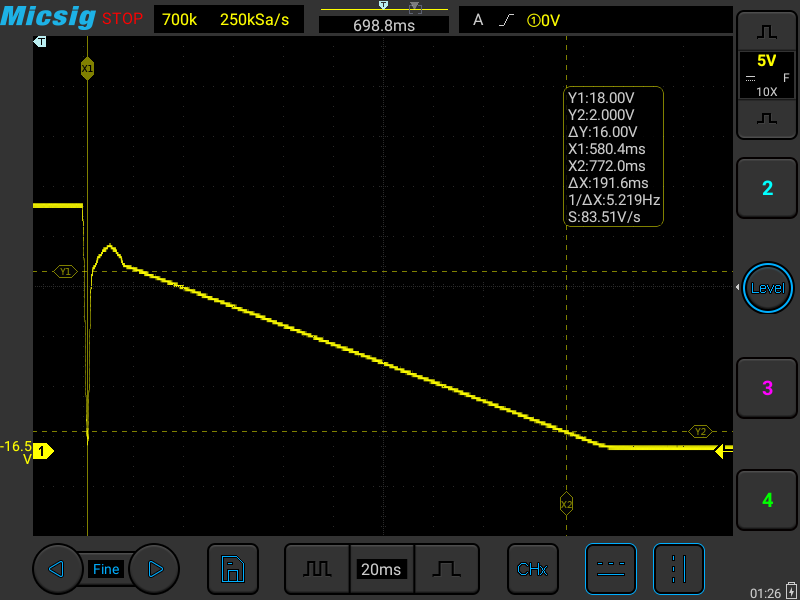 Micsig STOP 700k 250kSa/s 698.8ms A ①0V
T
T
X1
Y1:18.00V
Y2:2.000V
ΔY:16.00V
X1:580.4ms
X2:772.0ms
ΔX:191.6ms
1/ΔX:5.219Hz
S:83.51V/s
5V
F
10X
2
Y1
Level
3
Y2
-16.5
V
1
X2
4
Fine
20ms
CHx
01:26